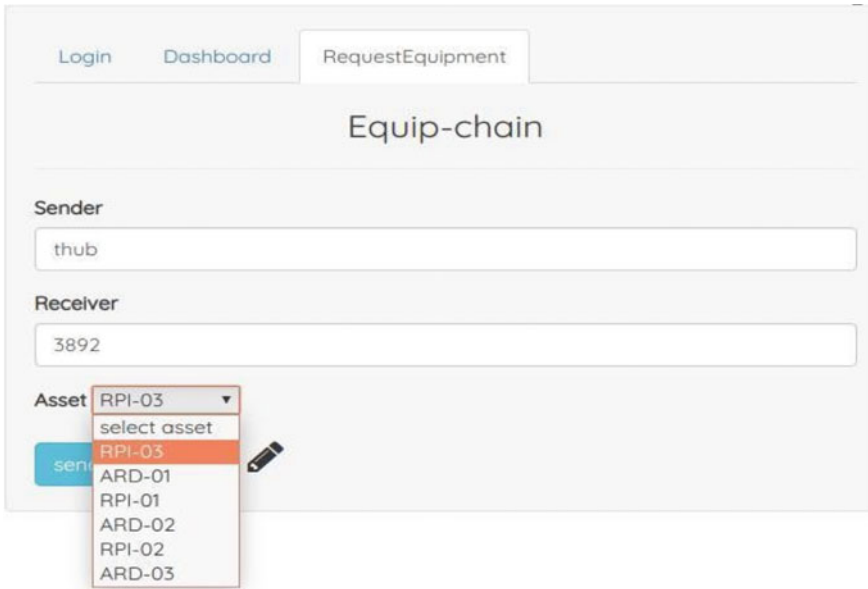 Login Dashboard RequestEquipment
Equip-chain
Sender
thub
Receiver
3892
Asset RPI-03
select asset
RPI-03
ARD-01
RPI-01
ARD-02
RPI-02
ARD-03